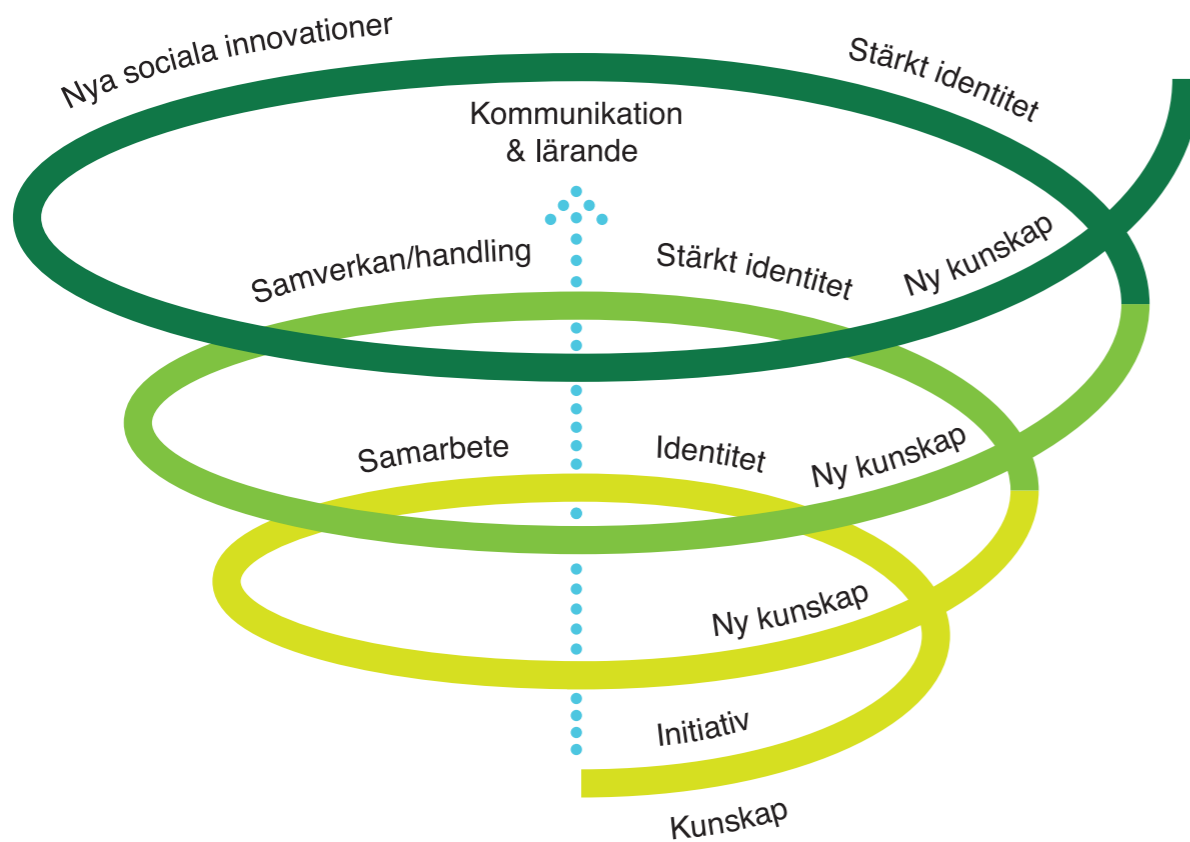 Nya sociala innovationer
Stärkt identitet
Kommunikation
& lärande
Samverkan/handling
Stärkt identitet
Ny kunskap
Samarbete
Identitet
Ny kunskap
Ny kunskap
Initiativ
Kunskap